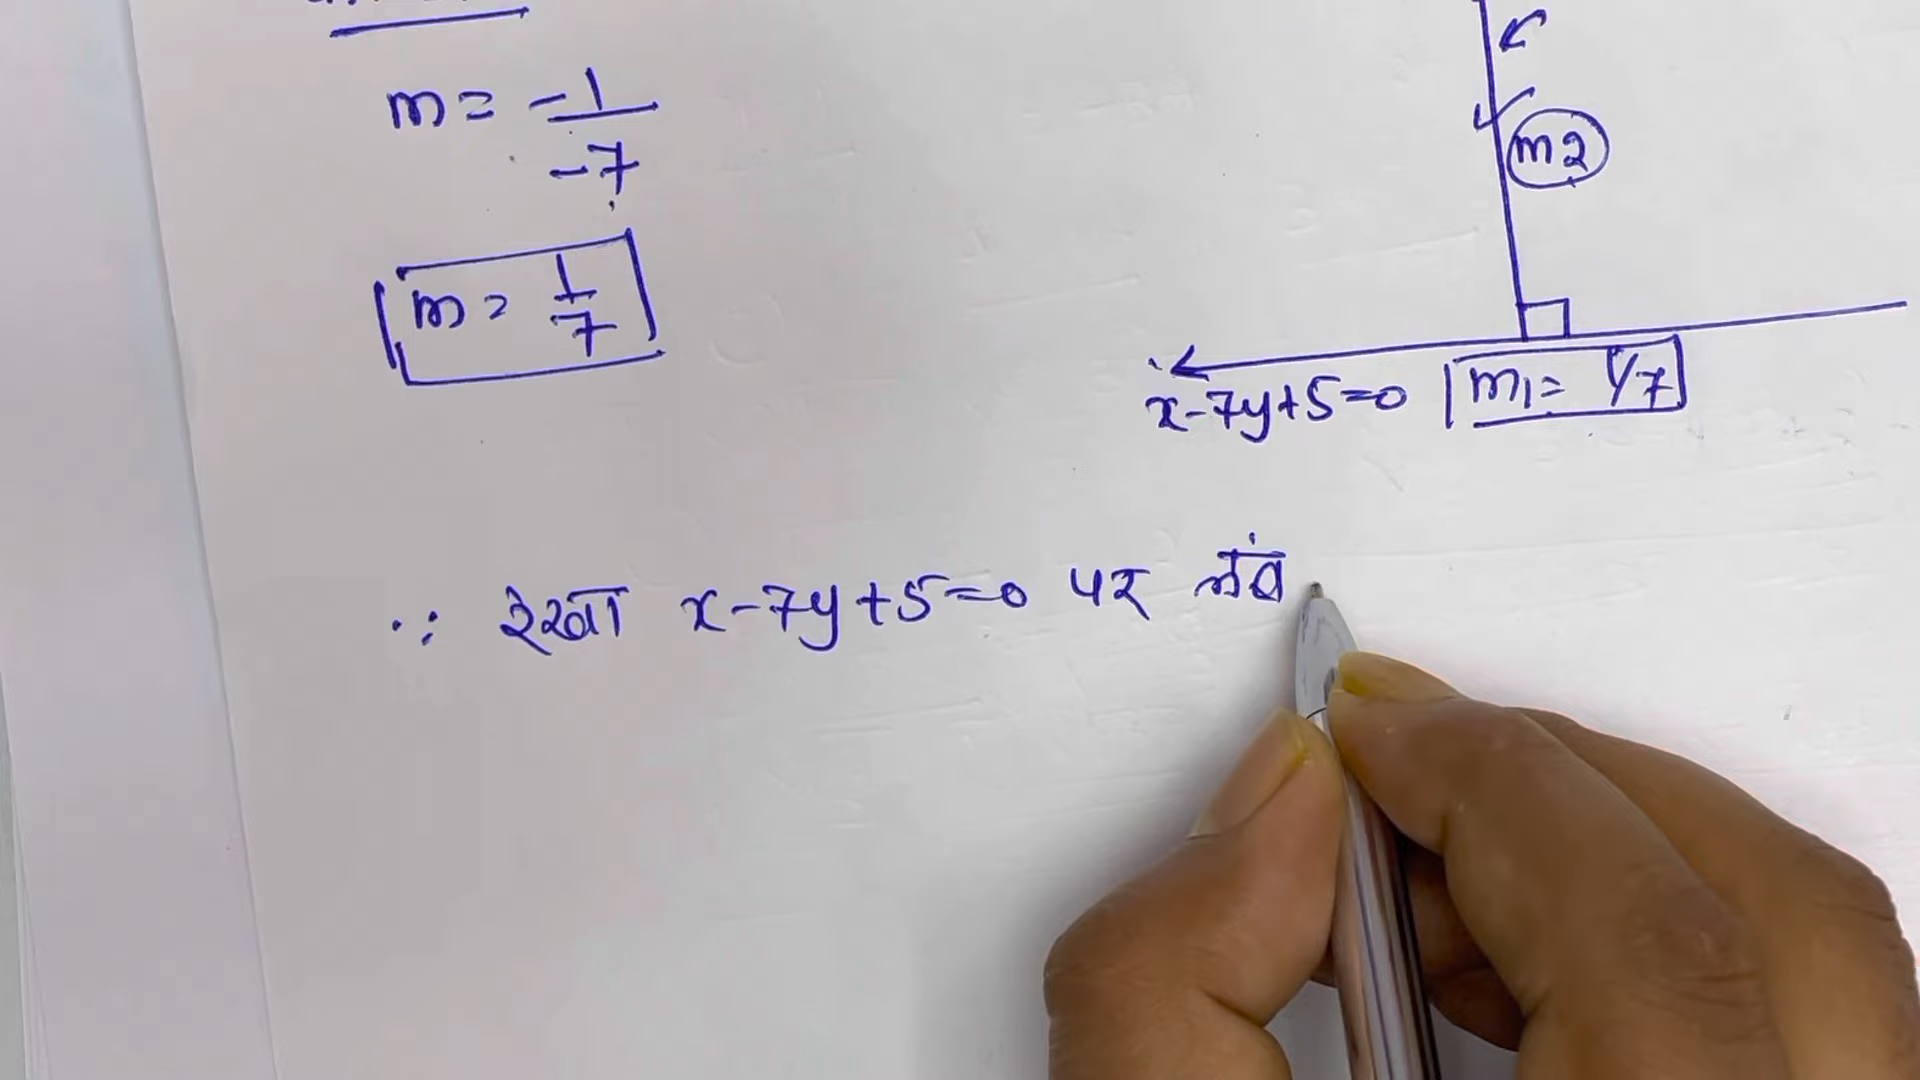 m = -1/-7
m = 1/7
m2
x-7y+5=0 m1= 1/7
∵ रेखा x-7y+5=0 पर लंब